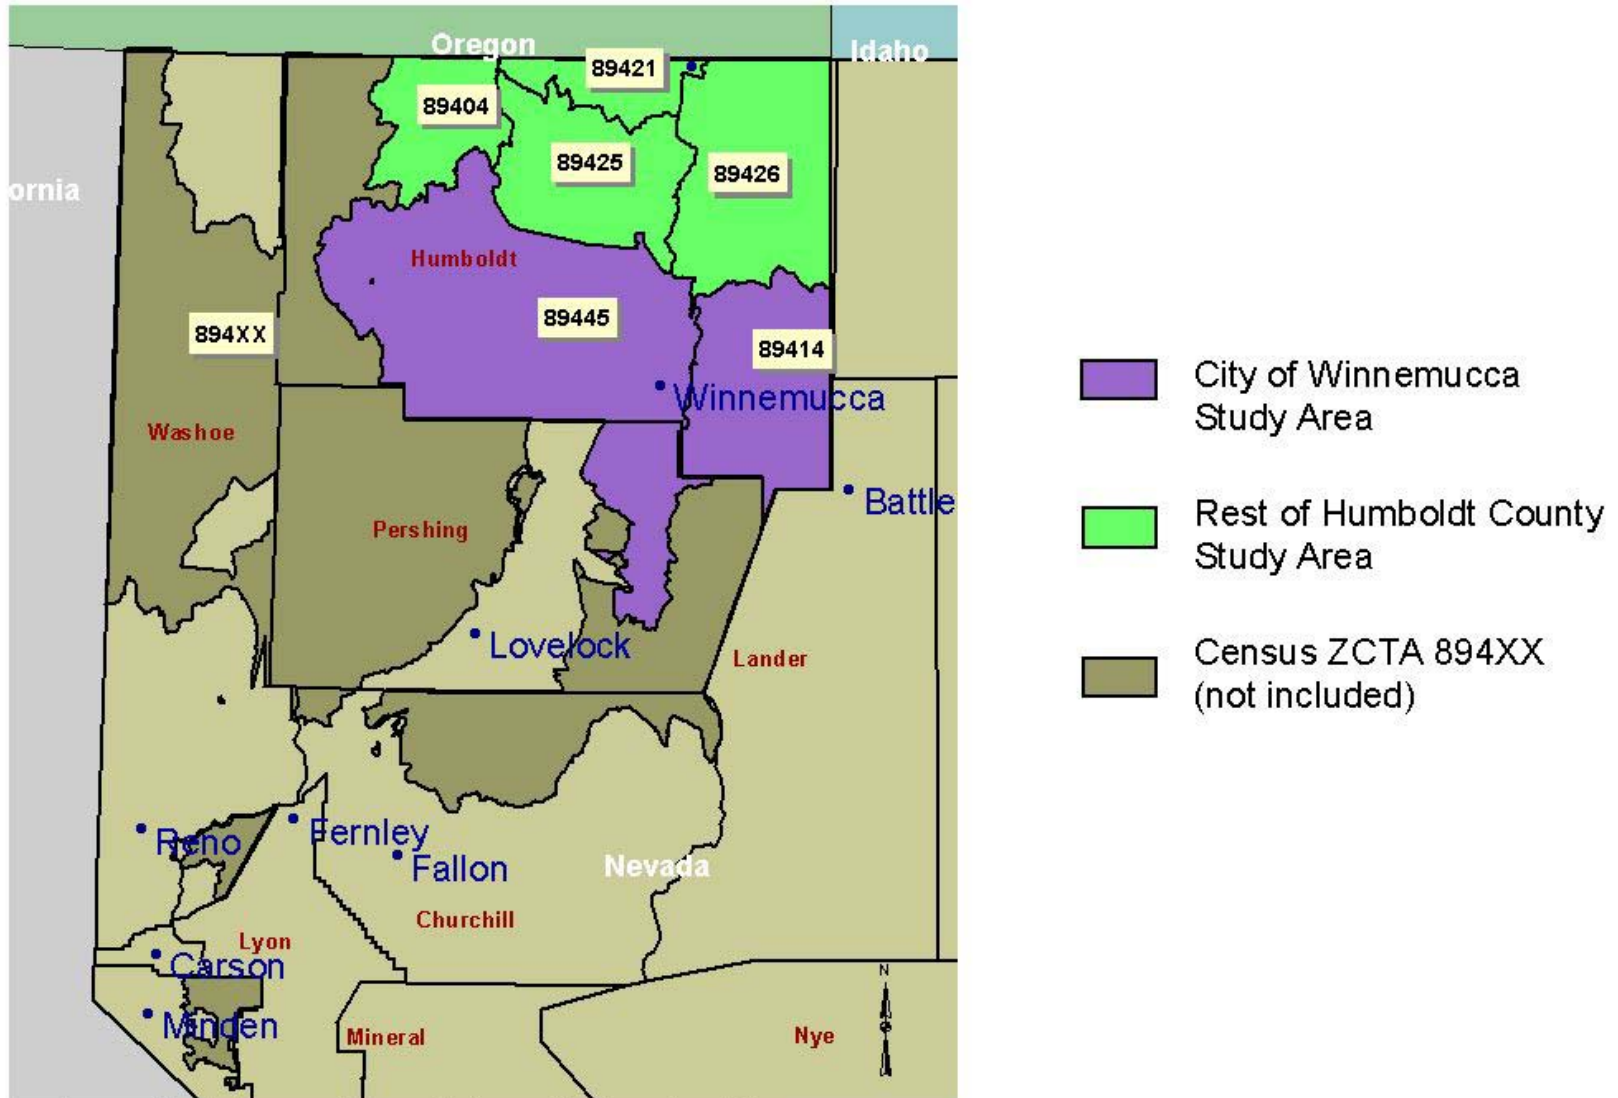 Oregon
Idaho
89421
89404
89425
89426
ornia
Humboldt
89445
894XX
89414
Winnemucca
Washoe
Battle
Pershing
Lovelock
Lander
Reno
Fernley
Fallon
Nevada
Churchill
Lyon
Carson
N
Minden
Mineral
Nye
City of Winnemucca
Study Area
Rest of Humboldt County
Study Area
Census ZCTA 894XX
(not included)